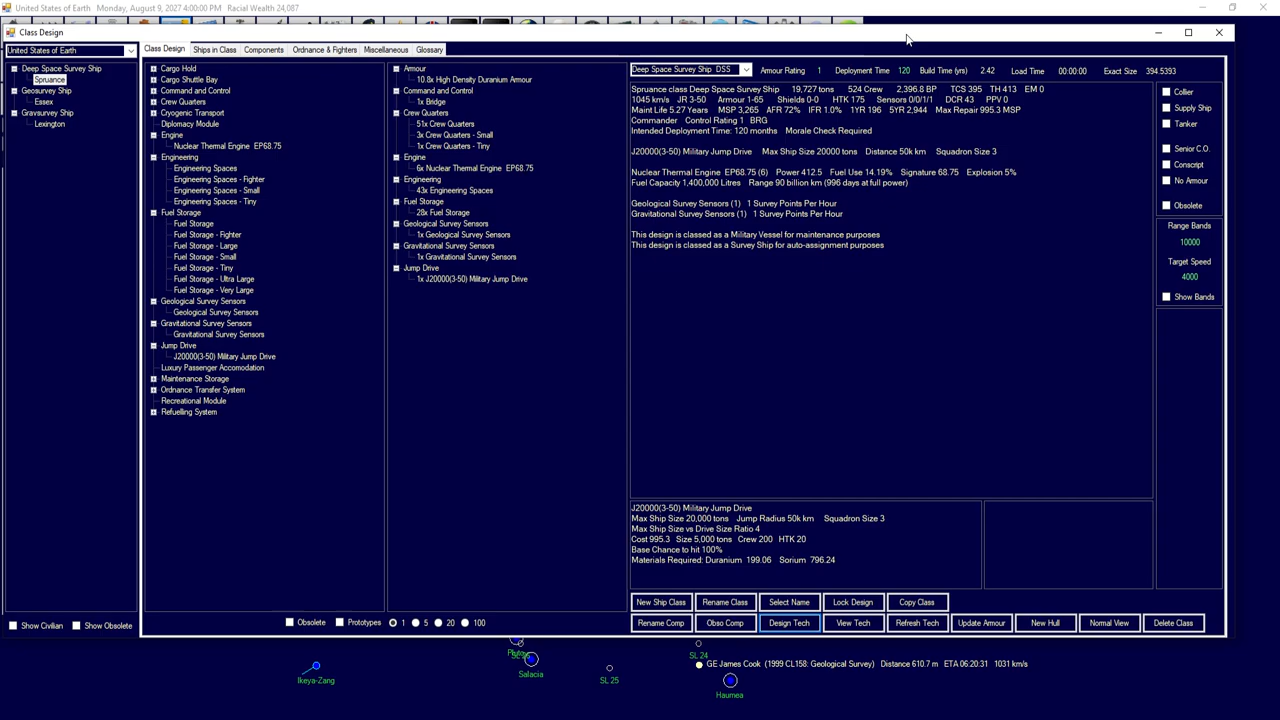 United States of Earth  Monday, August 9, 2027 4:00:00 PM  Racial Wealth 24,087
Class Design
United States of Earth
Deep Space Survey Ship
Spruance
Geosurvey Ship
Essex
Gravsurvey Ship
Lexington
Show Civilian  Show Obsolete
Class Design  Ships in Class  Components  Ordnance & Fighters  Miscellaneous  Glossary
Cargo Hold
Cargo Shuttle Bay
Command and Control
Crew Quarters
Cryogenic Transport
Diplomacy Module
Engine
Nuclear Thermal Engine  EP68.75
Engineering
Engineering Spaces
Engineering Spaces - Fighter
Engineering Spaces - Small
Engineering Spaces - Tiny
Fuel Storage
Fuel Storage
Fuel Storage - Fighter
Fuel Storage - Large
Fuel Storage - Small
Fuel Storage - Tiny
Fuel Storage - Ultra Large
Fuel Storage - Very Large
Geological Survey Sensors
Geological Survey Sensors
Gravitational Survey Sensors
Gravitational Survey Sensors
Jump Drive
J20000(3-50) Military Jump Drive
Luxury Passenger Accomodation
Maintenance Storage
Ordnance Transfer System
Recreational Module
Refuelling System
Armour
10.8x High Density Duranium Armour
Command and Control
1x Bridge
Crew Quarters
51x Crew Quarters
3x Crew Quarters - Small
1x Crew Quarters - Tiny
Engine
6x Nuclear Thermal Engine  EP68.75
Engineering
43x Engineering Spaces
Fuel Storage
28x Fuel Storage
Geological Survey Sensors
1x Geological Survey Sensors
Gravitational Survey Sensors
1x Gravitational Survey Sensors
Jump Drive
1x J20000(3-50) Military Jump Drive
Obsolete  Prototypes  1  5  20  100
Deep Space Survey Ship  DSS  Armour Rating  1  Deployment Time  120  Build Time (yrs)  2.42  Load Time  00:00:00  Exact Size  394.5393
Spruance class Deep Space Survey Ship  19,727 tons  524 Crew  2,396.8 BP  TCS 395  TH 413  EM 0
1045 km/s  JR 3-50  Armour 1-65  Shields 0-0  HTK 175  Sensors 0/0/1/1  DCR 43  PPV 0
Maint Life 5.27 Years  MSP 3,265  AFR 72%  IFR 1.0%  1YR 196  5YR 2,944  Max Repair 995.3 MSP
Commander  Control Rating 1  BRG
Intended Deployment Time: 120 months  Morale Check Required
J20000(3-50) Military Jump Drive  Max Ship Size 20000 tons  Distance 50k km  Squadron Size 3
Nuclear Thermal Engine  EP68.75 (6)  Power 412.5  Fuel Use 14.19%  Signature 68.75  Explosion 5%
Fuel Capacity 1,400,000 Litres  Range 90 billion km (996 days at full power)
Geological Survey Sensors (1)  1 Survey Points Per Hour
Gravitational Survey Sensors (1)  1 Survey Points Per Hour
This design is classed as a Military Vessel for maintenance purposes
This design is classed as a Survey Ship for auto-assignment purposes
J20000(3-50) Military Jump Drive
Max Ship Size 20,000 tons  Jump Radius 50k km  Squadron Size 3
Max Ship Size vs Drive Size Ratio 4
Cost 995.3  Size 5,000 tons  Crew 200  HTK 20
Base Chance to hit 100%
Materials Required: Duranium  199.06  Sorium  796.24
Collier
Supply Ship
Tanker
Senior C.O.
Conscript
No Armour
Obsolete
Range Bands
10000
Target Speed
4000
Show Bands
New Ship Class  Rename Class  Select Name  Lock Design  Copy Class
Rename Comp  Obso Comp  Design Tech  View Tech  Refresh Tech  Update Armour  New Hull  Normal View  Delete Class
Ikeya-Zang
Salacia
SL 25
SL 24
GE James Cook  (1999 CL158: Geological Survey)  Distance 610.7 m  ETA 06:20:31  1031 km/s
Haumea